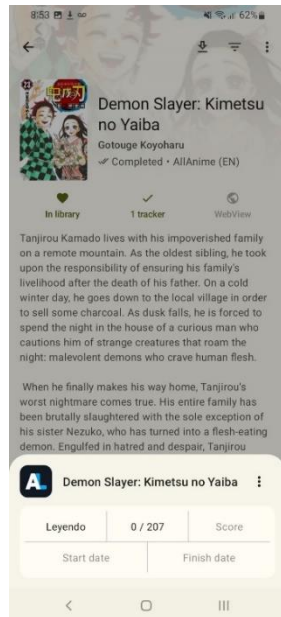 8:53 62%
Demon Slayer: Kimetsu
no Yaiba
Gotouge Koyoharu
Completed • AllAnime (EN)
In library 1 tracker WebView
Tanjirou Kamado lives with his impoverished family
on a remote mountain. As the oldest sibling, he took
upon the responsibility of ensuring his family's
livelihood after the death of his father. On a cold
winter day, he goes down to the local village in order
to sell some charcoal. As dusk falls, he is forced to
spend the night in the house of a curious man who
cautions him of strange creatures that roam the
night: malevolent demons who crave human flesh.
When he finally makes his way home, Tanjirou's
worst nightmare comes true. His entire family has
been brutally slaughtered with the sole exception of
his sister Nezuko, who has turned into a flesh-eating
demon. Engulfed in hatred and despair, Tanjirou
Demon Slayer: Kimetsu no Yaiba
Leyendo 0 / 207 Score
Start date Finish date